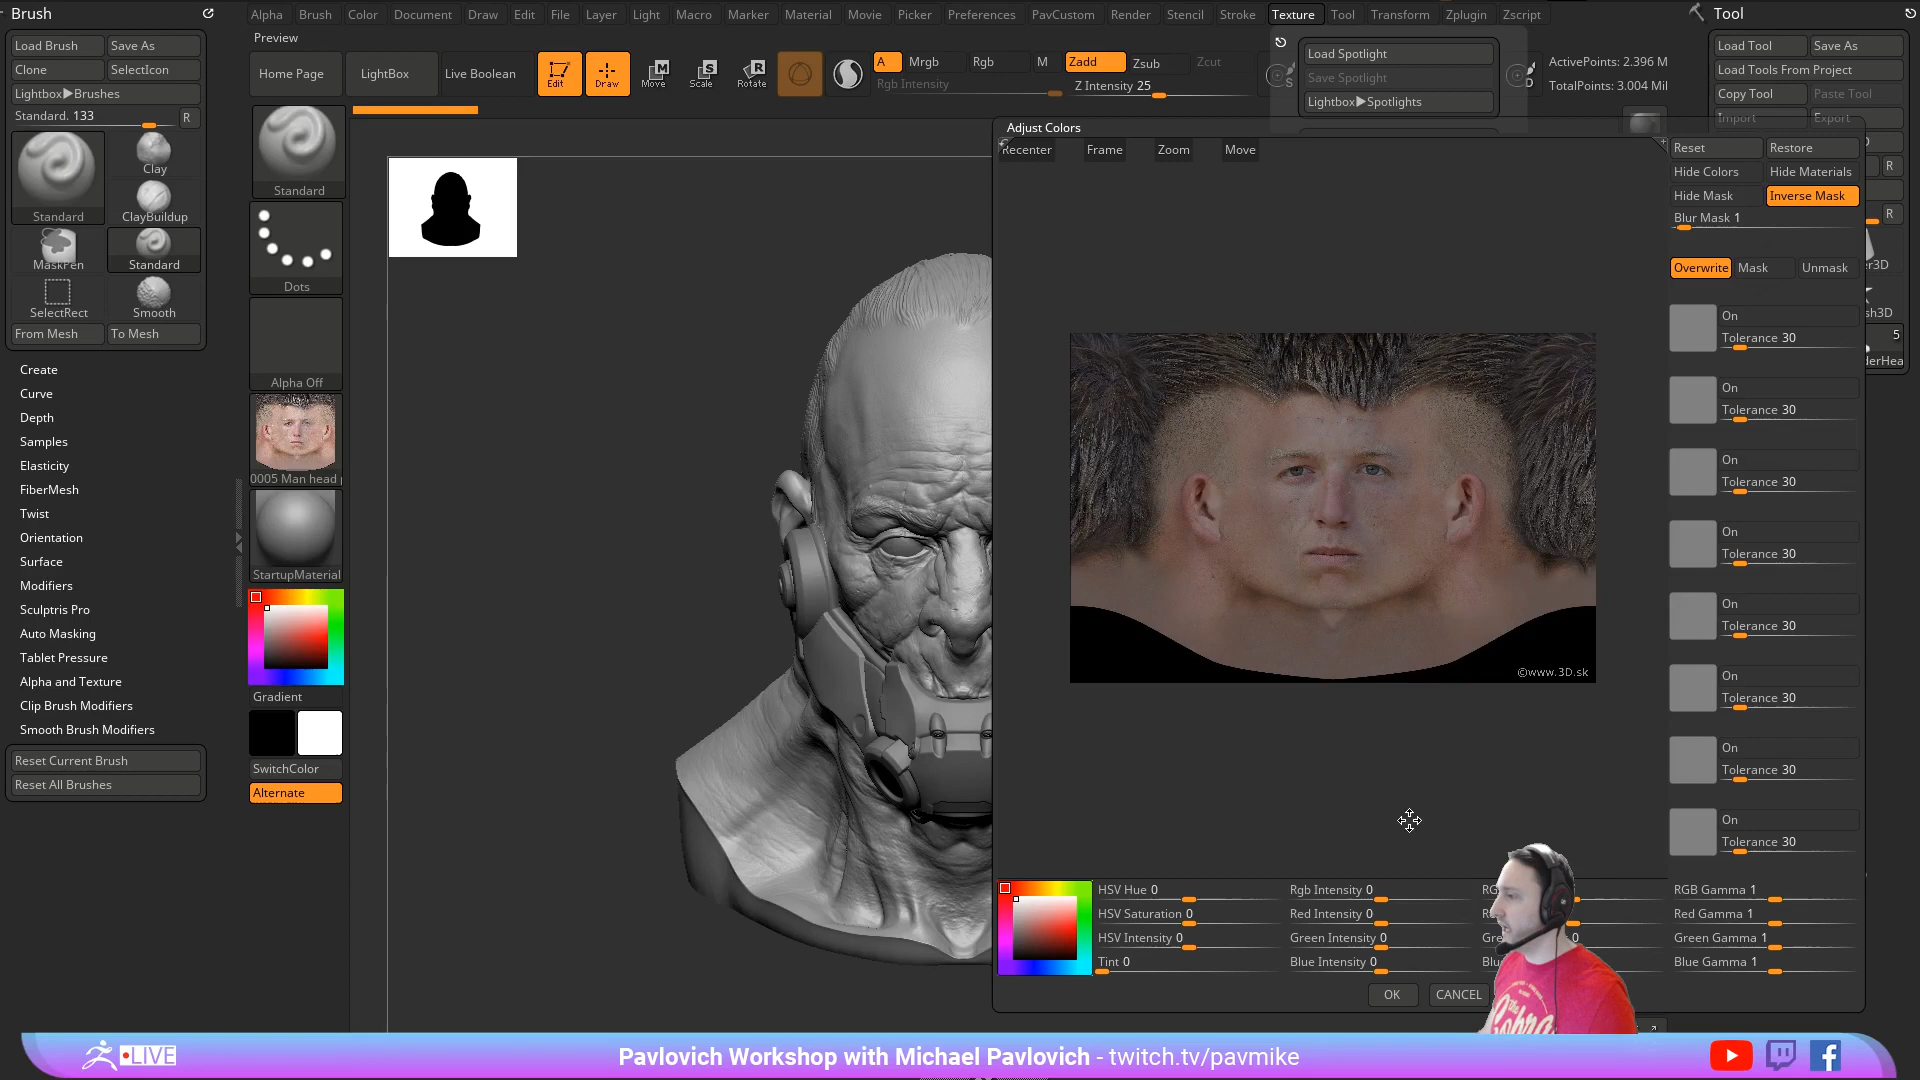 Brush
Alpha Brush Color Document Draw Edit File Layer Light Macro Marker Material Movie Picker Preferences PavCustom Render Stencil Stroke Texture Tool Transform Zplugin Zscript
Tool
Load Brush Save As
Clone SelectIcon
Lightbox▶Brushes
Standard. 133 R
Preview
Home Page LightBox Live Boolean
Edit Draw Move Scale Rotate
A Mrgb Rgb M Zadd Zsub Zcut
Rgb Intensity Z Intensity 25
Load Spotlight
Save Spotlight
Lightbox▶Spotlights
S D
ActivePoints: 2.396 M
TotalPoints: 3.004 Mil
Load Tool Save As
Load Tools From Project
Copy Tool Paste Tool
Import Export
R
R
5
Standard Clay
ClayBuildup
MaskPen Standard
SelectRect Smooth
From Mesh To Mesh
Create
Curve
Depth
Samples
Elasticity
FiberMesh
Twist
Orientation
Surface
Modifiers
Sculptris Pro
Auto Masking
Tablet Pressure
Alpha and Texture
Clip Brush Modifiers
Smooth Brush Modifiers
Reset Current Brush
Reset All Brushes
Standard
Dots
Alpha Off
0005 Man head
StartupMaterial
Gradient
SwitchColor
Alternate
Adjust Colors
Recenter Frame Zoom Move
Reset Restore
Hide Colors Hide Materials
Hide Mask Inverse Mask
Blur Mask 1
Overwrite Mask Unmask
On
Tolerance 30
On
Tolerance 30
On
Tolerance 30
On
Tolerance 30
On
Tolerance 30
On
Tolerance 30
On
Tolerance 30
On
Tolerance 30
©www.3D.sk
HSV Hue 0 Rgb Intensity 0 RGB Gamma 1
HSV Saturation 0 Red Intensity 0 Red Gamma 1
HSV Intensity 0 Green Intensity 0 0 Green Gamma 1
Tint 0 Blue Intensity 0 Blue Gamma 1
OK CANCEL
LIVE
Pavlovich Workshop with Michael Pavlovich - twitch.tv/pavmike